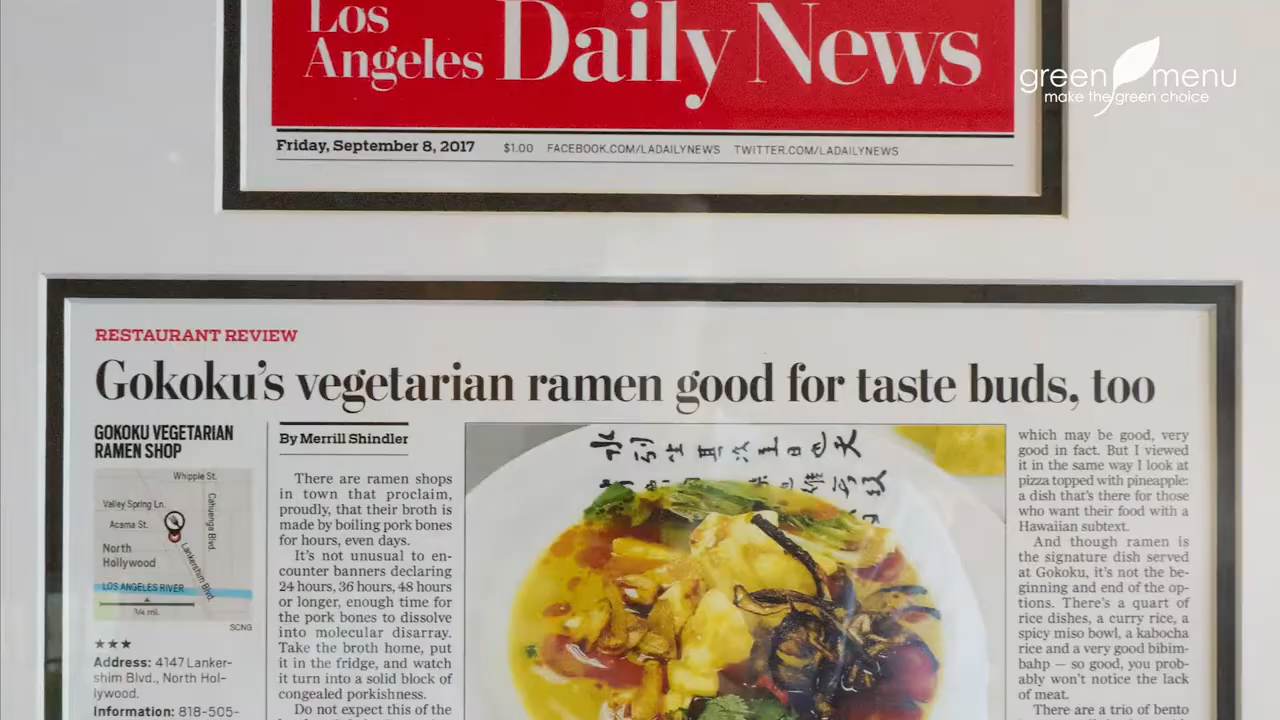 Los
Angeles
Daily News
green menu
make the green choice
Friday, September 8, 2017 $1.00 FACEBOOK.COM/LADAILYNEWS TWITTER.COM/LADAILYNEWS
RESTAURANT REVIEW
Gokoku's vegetarian ramen good for taste buds, too
GOKOKU VEGETARIAN
RAMEN SHOP
Whipple St.
Valley Spring Ln.
Acama St.
Cahuenga Blvd.
North
Hollywood
Lankershim Blvd.
LOS ANGELES RIVER
1/4 mi.
SCNG
★★★
Address: 4147 Lanker-
shim Blvd., North Hol-
lywood.
Information: 818-505-
By Merrill Shindler
There are ramen shops
in town that proclaim,
proudly, that their broth is
made by boiling pork bones
for hours, even days.
It's not unusual to en-
counter banners declaring
24 hours, 36 hours, 48 hours
or longer, enough time for
the pork bones to dissolve
into molecular disarray.
Take the broth home, put
it in the fridge, and watch
it turn into a solid block of
congealed porkishness.
Do not expect this of the
which may be good, very
good in fact. But I viewed
it in the same way I look at
pizza topped with pineapple:
a dish that's there for those
who want their food with a
Hawaiian subtext.
And though ramen is
the signature dish served
at Gokoku, it's not the be-
ginning and end of the op-
tions. There's a quart of
rice dishes, a curry rice, a
spicy miso bowl, a kabocha
rice and a very good bibim-
bahp — so good, you prob-
ably won't notice the lack
of meat.
There are a trio of bento